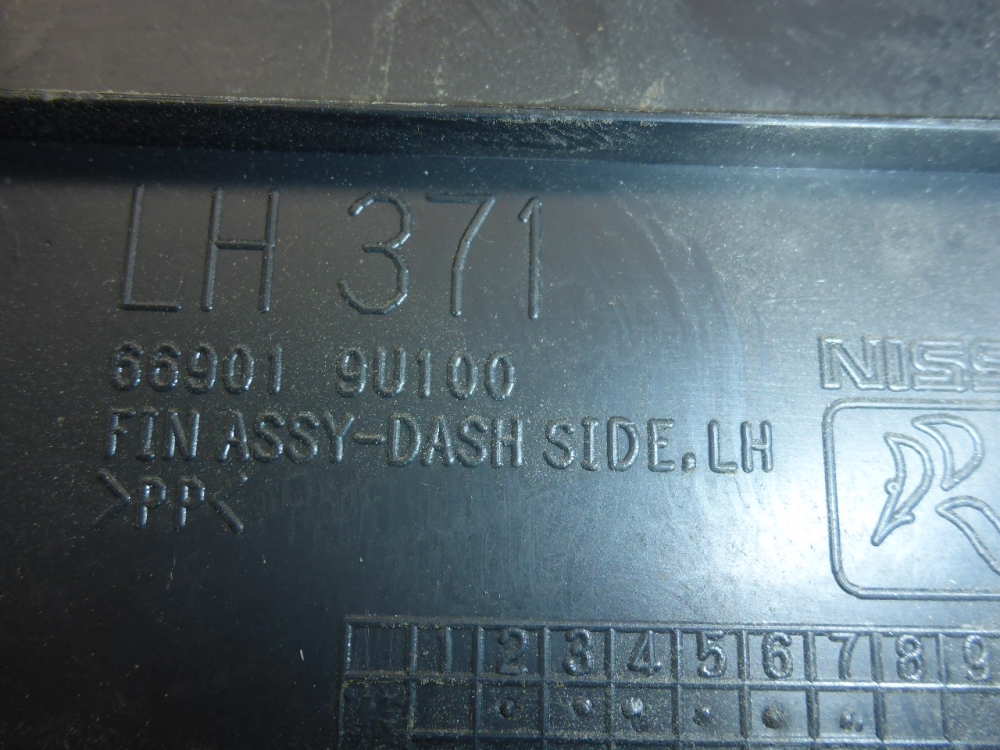 LH 371
66901 9U100
NISS
FIN ASSY-DASH SIDE,LH
>PP<
1 2 3 4 5 6 7 8 9